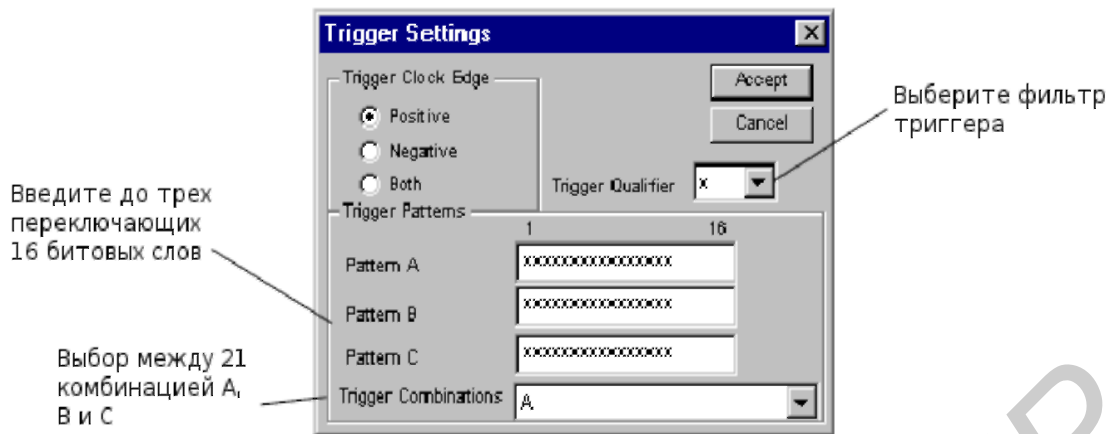 Trigger Settings
Trigger Clock Edge
Positive
Negative
Both
Accept
Cancel
Trigger Qualifier x
Выберите фильтр
триггера
Введите до трех
переключающих
16 битовых слов
Trigger Patterns
1 16
Pattern A xxxxxxxxxxxxxxxx
Pattern B xxxxxxxxxxxxxxxx
Pattern C xxxxxxxxxxxxxxxx
Trigger Combinations A
Выбор между 21
комбинацией А,
В и С